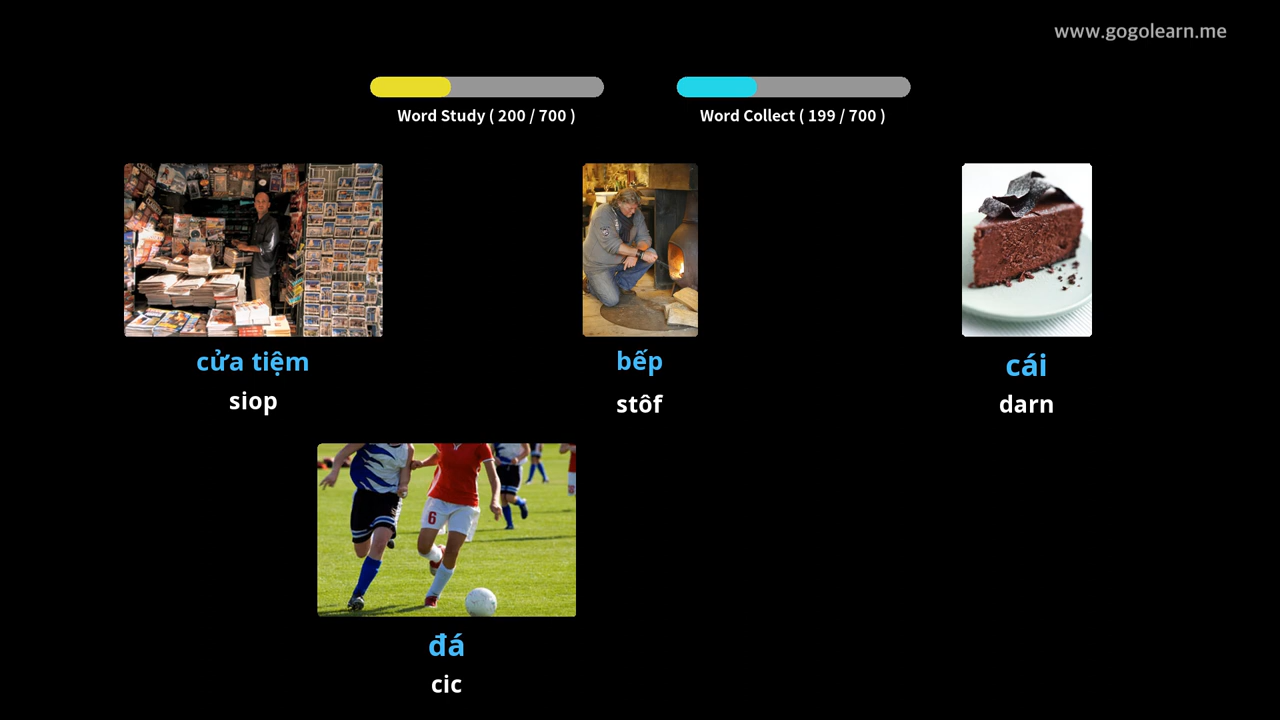 www.gogolearn.me
Word Study ( 200 / 700 )
Word Collect ( 199 / 700 )
cửa tiệm
siop
bếp
stôf
cái
darn
6
đá
cic